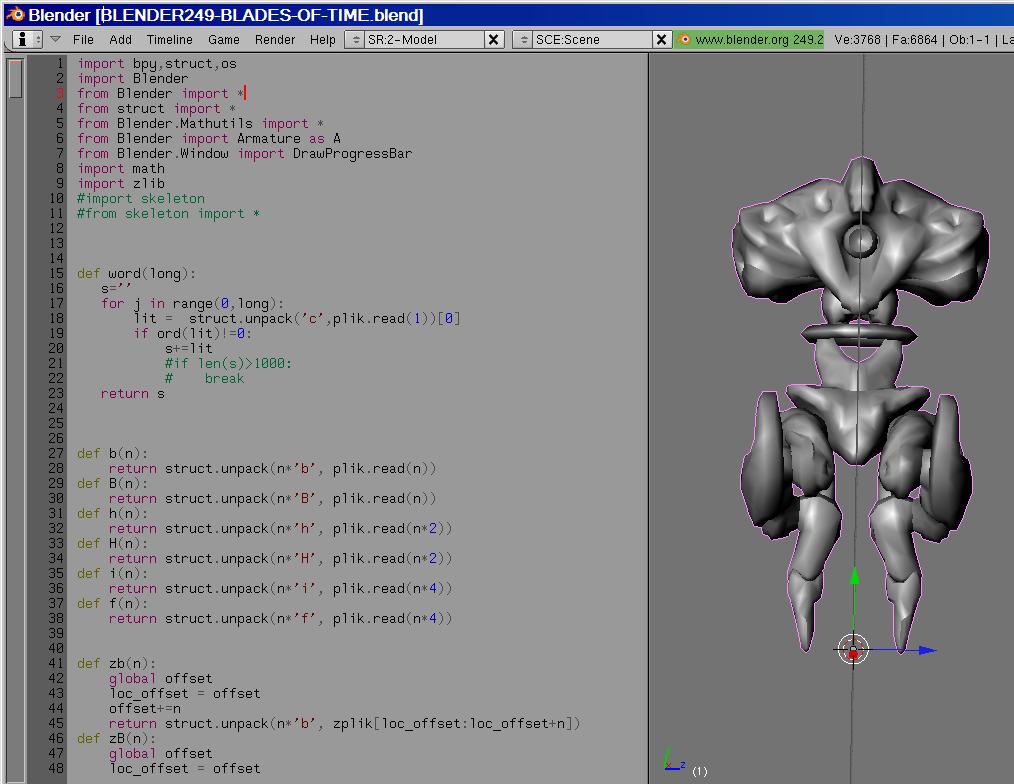 Blender [BLENDER249-BLADES-OF-TIME.blend]
File Add Timeline Game Render Help SR:2-Model X SCE:Scene X www.blender.org 249.2 Ve:3768 | Fa:6864 | Ob:1-1 | La
1 import bpy,struct,os
2 import Blender
3 from Blender import *
4 from struct import *
5 from Blender.Mathutils import *
6 from Blender import Armature as A
7 from Blender.Window import DrawProgressBar
8 import math
9 import zlib
10 #import skeleton
11 #from skeleton import *
12
13
14
15 def word(long):
16 s=''
17 for j in range(0,long):
18 lit =  struct.unpack('c',plik.read(1))[0]
19 if ord(lit)!=0:
20 s+=lit
21 #if len(s)>1000:
22 #    break
23 return s
24
25
26
27 def b(n):
28 return struct.unpack(n*'b', plik.read(n))
29 def B(n):
30 return struct.unpack(n*'B', plik.read(n))
31 def h(n):
32 return struct.unpack(n*'h', plik.read(n*2))
33 def H(n):
34 return struct.unpack(n*'H', plik.read(n*2))
35 def i(n):
36 return struct.unpack(n*'i', plik.read(n*4))
37 def f(n):
38 return struct.unpack(n*'f', plik.read(n*4))
39
40
41 def zb(n):
42 global offset
43 loc_offset = offset
44 offset+=n
45 return struct.unpack(n*'b', zplik[loc_offset:loc_offset+n])
46 def zB(n):
47 global offset
48 loc_offset = offset
z
(1)